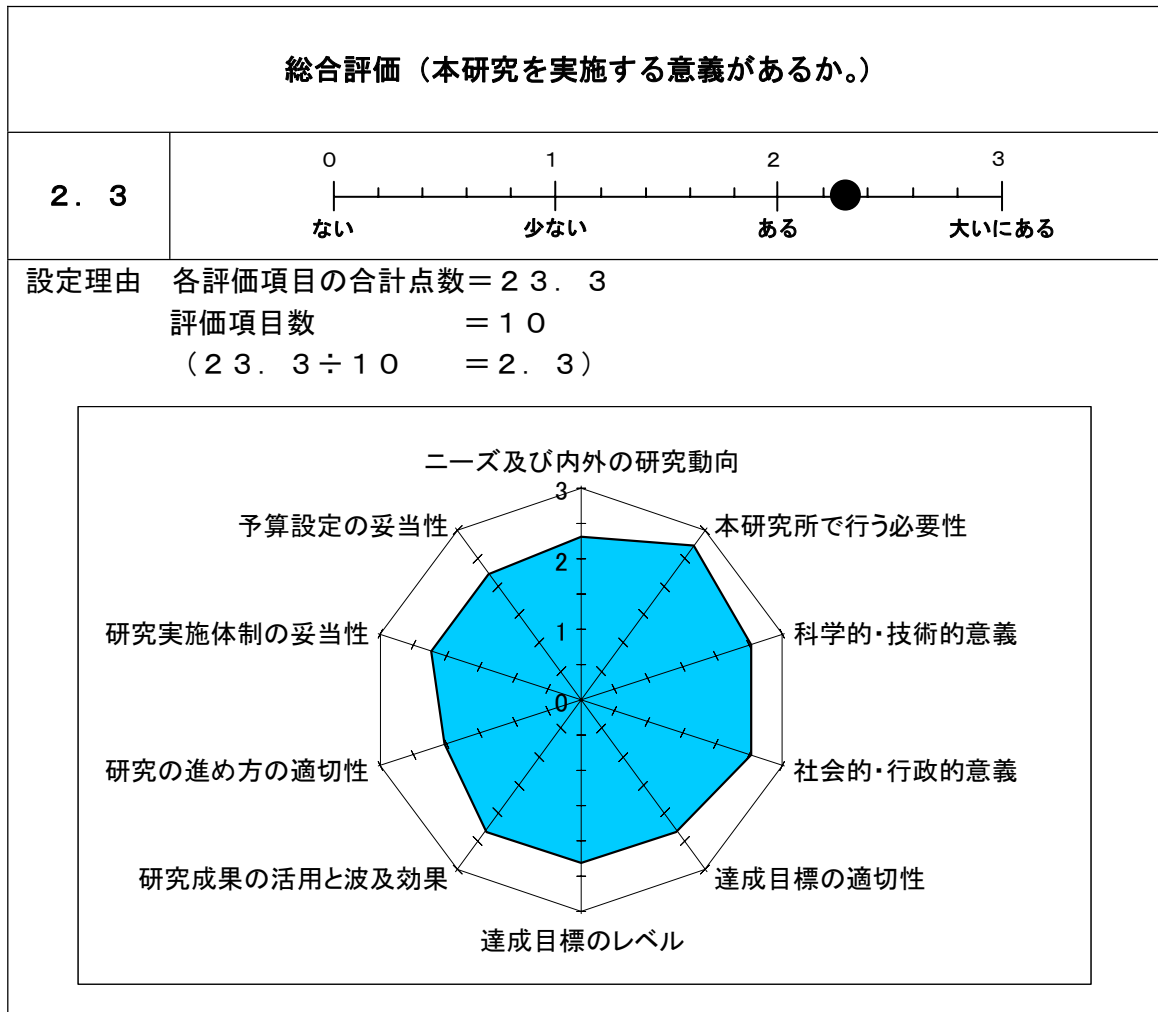 総合評価（本研究を実施する意義があるか。）
２．３
0 1 2 3
ない 少ない ある 大いにある
設定理由 各評価項目の合計点数＝２３．３
評価項目数 ＝１０
（２３．３÷１０ ＝２．３）
ニーズ及び内外の研究動向
3
予算設定の妥当性 本研究所で行う必要性
2
研究実施体制の妥当性 1 科学的・技術的意義
0
研究の進め方の適切性 社会的・行政的意義
研究成果の活用と波及効果 達成目標の適切性
達成目標のレベル